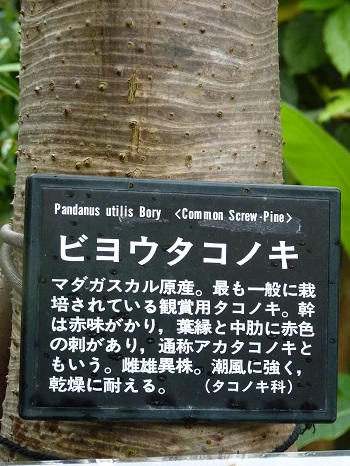 Pandanus utilis Bory <Common Screw-Pine>
ビヨウタコノキ
マダガスカル原産。最も一般に栽
培されている観賞用タコノキ。幹
は赤味がかり，葉縁と中肋に赤色
の刺があり，通称アカタコノキと
もいう。雌雄異株。潮風に強く，
乾燥に耐える。　（タコノキ科）